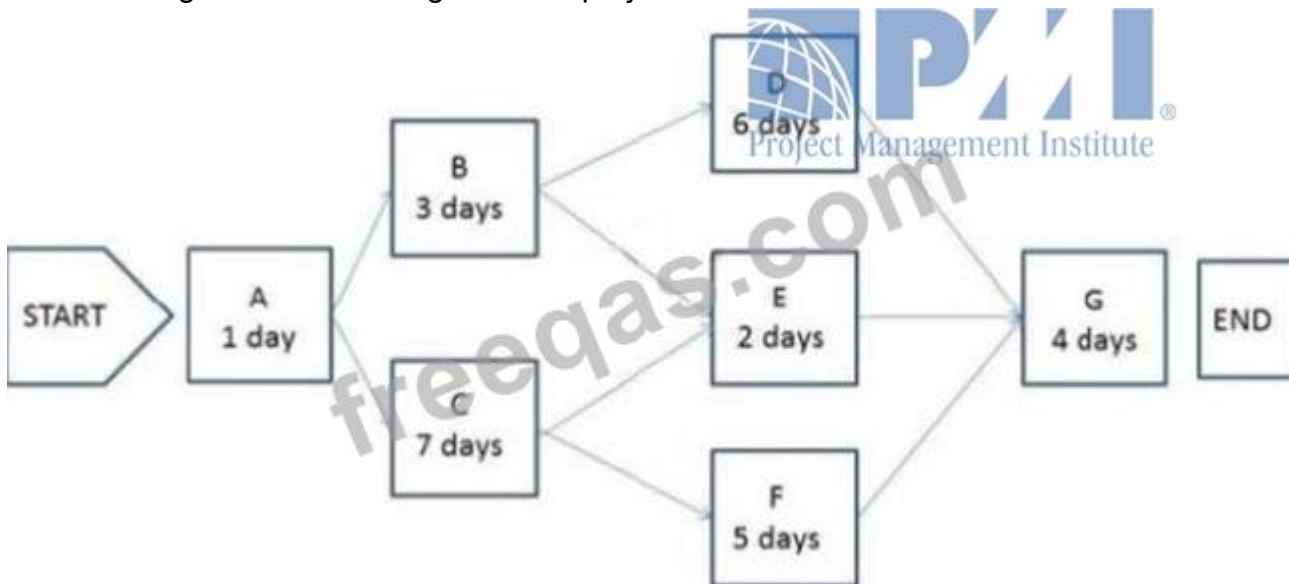 PMI®
Project Management Institute
START
A
1 day
B
3 days
C
7 days
D
6 days
E
2 days
F
5 days
G
4 days
END
freeqas.com